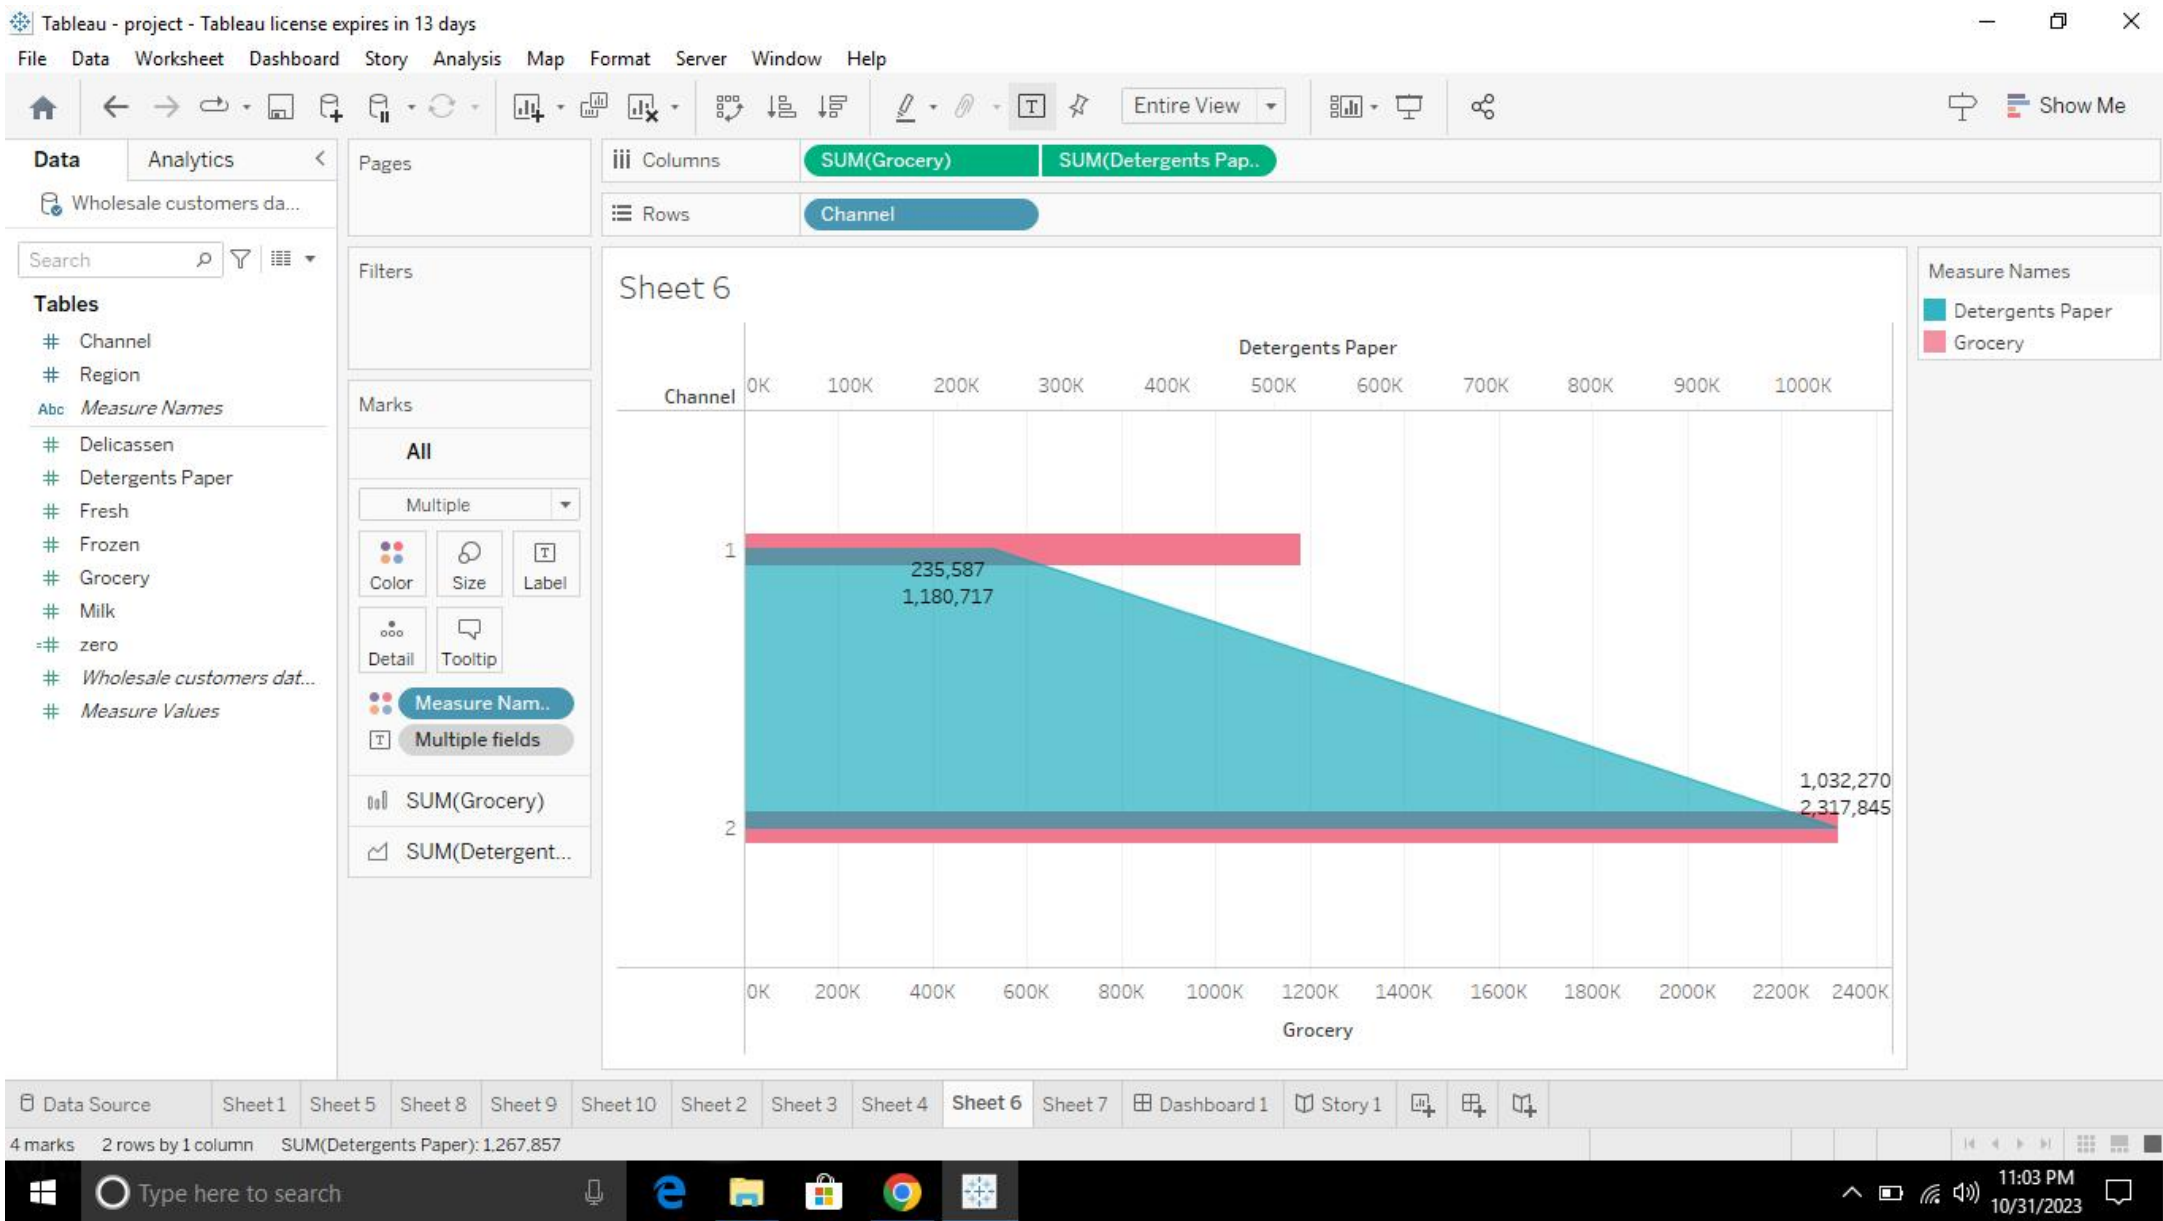 Tableau - project - Tableau license expires in 13 days
File Data Worksheet Dashboard Story Analysis Map Format Server Window Help
Entire View
Show Me
Data Analytics
Wholesale customers da...
Search
Tables
# Channel
# Region
Abc Measure Names
# Delicassen
# Detergents Paper
# Fresh
# Frozen
# Grocery
# Milk
=# zero
# Wholesale customers dat...
# Measure Values
Pages
Filters
Marks
All
Multiple
Color Size Label
Detail Tooltip
Measure Nam..
Multiple fields
SUM(Grocery)
SUM(Detergent...
Columns SUM(Grocery) SUM(Detergents Pap..
Rows Channel
Sheet 6
Detergents Paper
Channel 0K 100K 200K 300K 400K 500K 600K 700K 800K 900K 1000K
1
235,587
1,180,717
1,032,270
2,317,845
2
0K 200K 400K 600K 800K 1000K 1200K 1400K 1600K 1800K 2000K 2200K 2400K
Grocery
Measure Names
Detergents Paper
Grocery
Data Source Sheet 1 Sheet 5 Sheet 8 Sheet 9 Sheet 10 Sheet 2 Sheet 3 Sheet 4 Sheet 6 Sheet 7 Dashboard 1 Story 1
4 marks 2 rows by 1 column SUM(Detergents Paper): 1,267,857
Type here to search
11:03 PM
10/31/2023